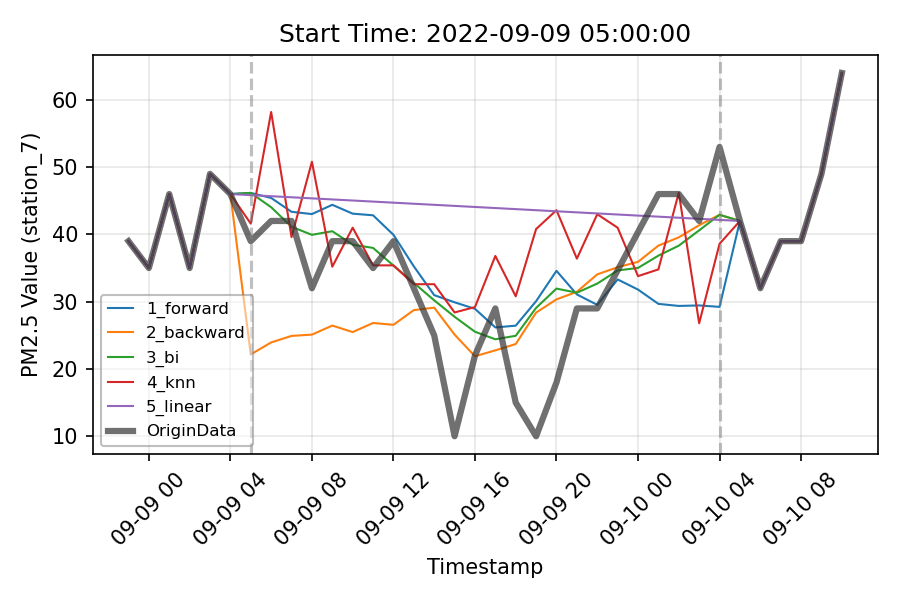 Start Time: 2022-09-09 05:00:00
PM2.5 Value (station_7)
60
50
40
30
20
10
1_forward
2_backward
3_bi
4_knn
5_linear
OriginData
09-09 00
09-09 04
09-09 08
09-09 12
09-09 16
09-09 20
09-10 00
09-10 04
09-10 08
Timestamp